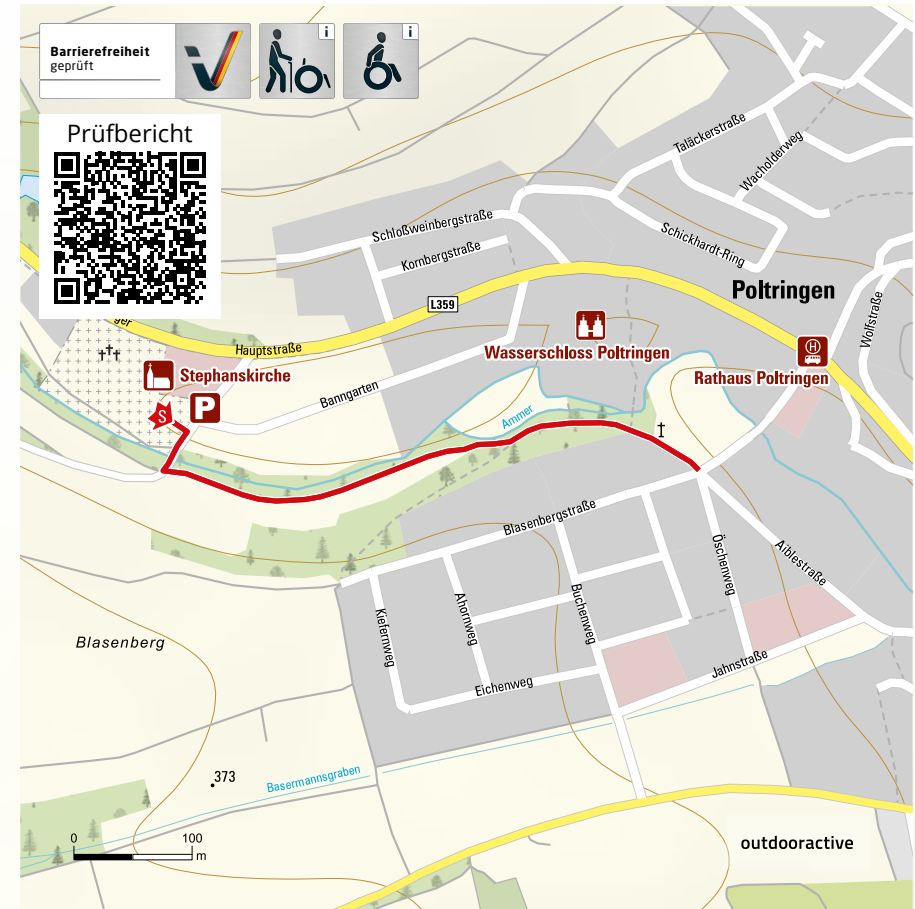 Barrierefreiheit
geprüft
i
i
Prüfbericht
Taläckerstraße
Wacholderweg
Schloßweinbergstraße
Schickhardt-Ring
Kornbergstraße
Poltringen
L359
Wolfstraße
ger
Hauptstraße
Wasserschloss Poltringen
H
Rathaus Poltringen
Stephanskirche
Banngarten
P
S
Ammer
Blasenbergstraße
Öschenweg
Aiblestraße
Kiefernweg
Ahornweg
Buchenweg
Blasenberg
Jahnstraße
Eichenweg
373
Basermannsgraben
0 100
m
outdooractive